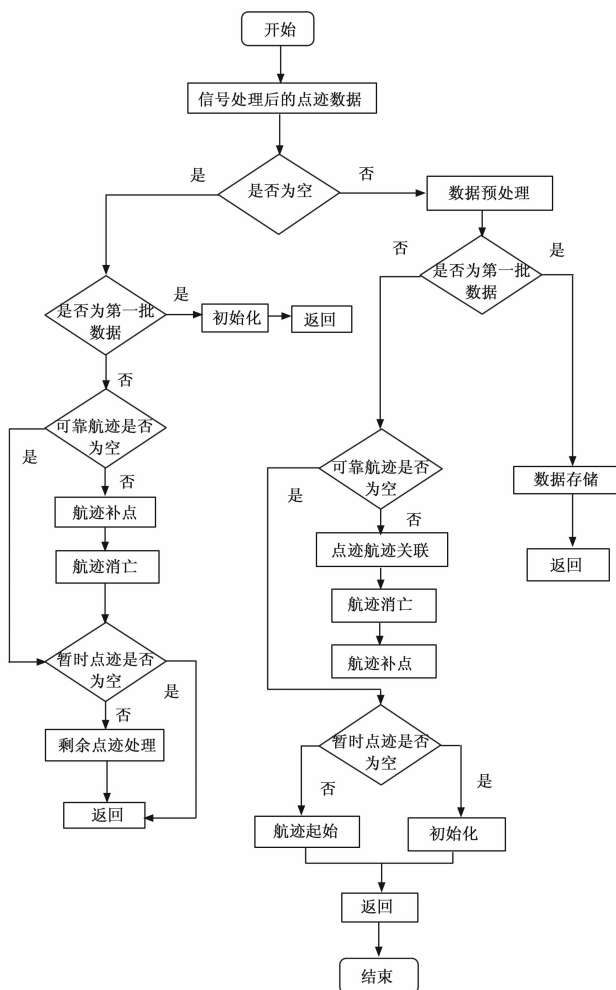 开始
信号处理后的点迹数据
是
否
是否为空
数据预处理
否
是
是否为第一批
数据
是否为第一批
数据
是
初始化
返回
否
可靠航迹是否
为空
是
否
航迹补点
航迹消亡
暂时点迹是否
为空
是
否
剩余点迹处理
返回
可靠航迹是否
为空
是
否
点迹航迹关联
航迹消亡
航迹补点
暂时点迹是否
为空
否
是
航迹起始
初始化
数据存储
返回
返回
结束